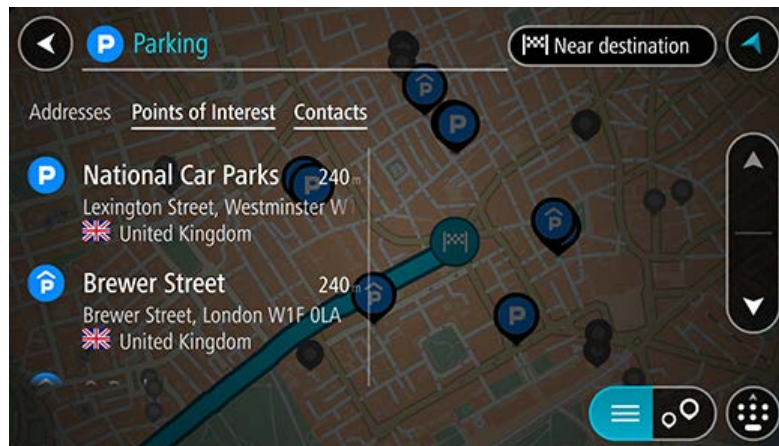 P Parking
Near destination
Addresses Points of Interest Contacts
P National Car Parks 240 m
Lexington Street, Westminster W1
United Kingdom
P Brewer Street 240 m
Brewer Street, London W1F 0LA
United Kingdom
P
P
P
P
P
P